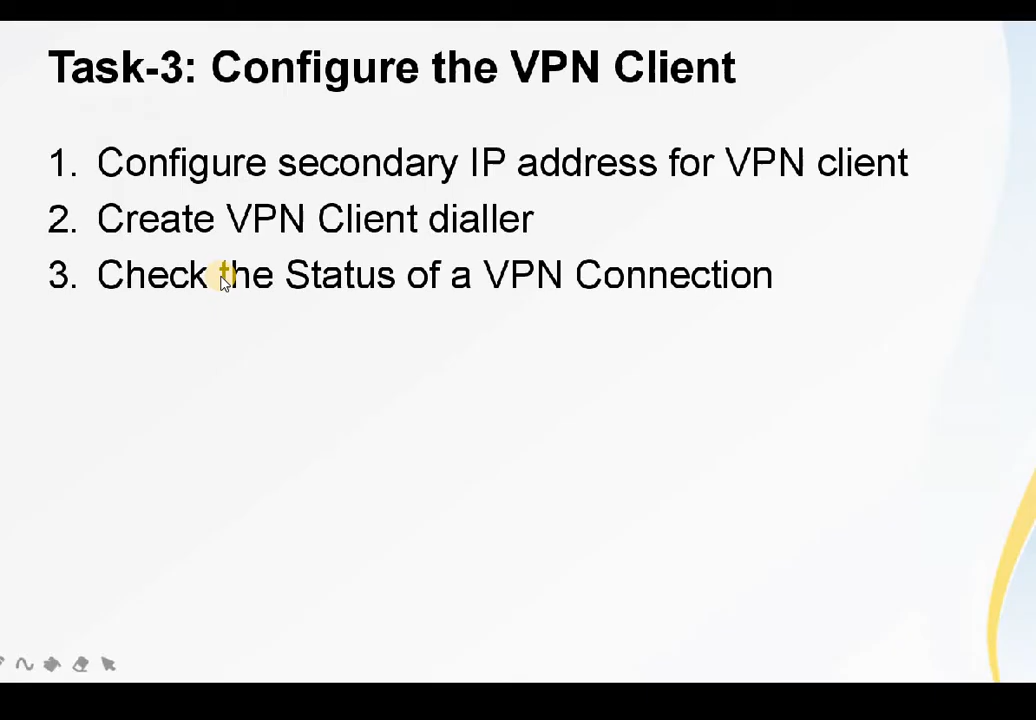 Task-3: Configure the VPN Client
1. Configure secondary IP address for VPN client
2. Create VPN Client dialler
3. Check the Status of a VPN Connection